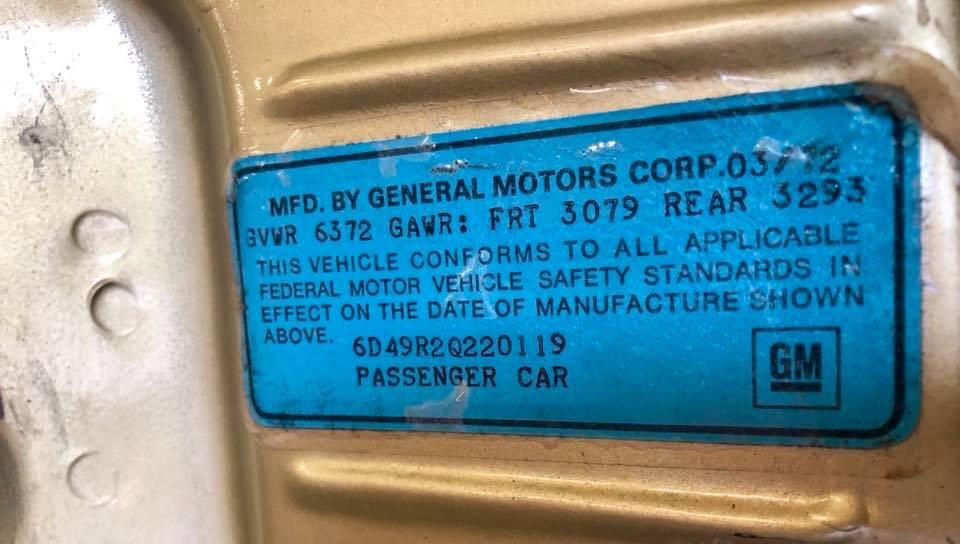 MFD. BY GENERAL MOTORS CORP. 03/72
GVWR 6372 GAWR: FRT 3079 REAR 3293
THIS VEHICLE CONFORMS TO ALL APPLICABLE
FEDERAL MOTOR VEHICLE SAFETY STANDARDS IN
EFFECT ON THE DATE OF MANUFACTURE SHOWN
ABOVE.
6D49R2Q220119
PASSENGER CAR
GM